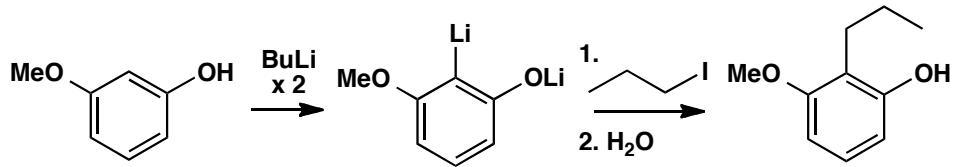 MeO
OH
BuLi
x 2
Li
MeO
OLi
1.
I
2. H₂O
MeO
OH